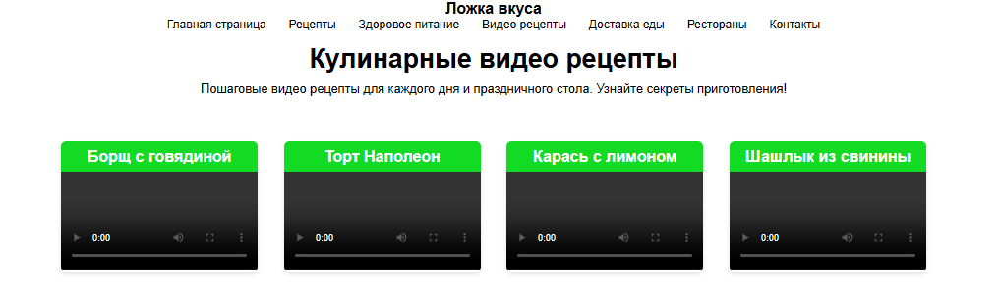 Ложка вкуса
Главная страница Рецепты Здоровое питание Видео рецепты Доставка еды Рестораны Контакты
Кулинарные видео рецепты
Пошаговые видео рецепты для каждого дня и праздничного стола. Узнайте секреты приготовления!
Борщ с говядиной Торт Наполеон Карась с лимоном Шашлык из свинины
0:00 0:00 0:00 0:00